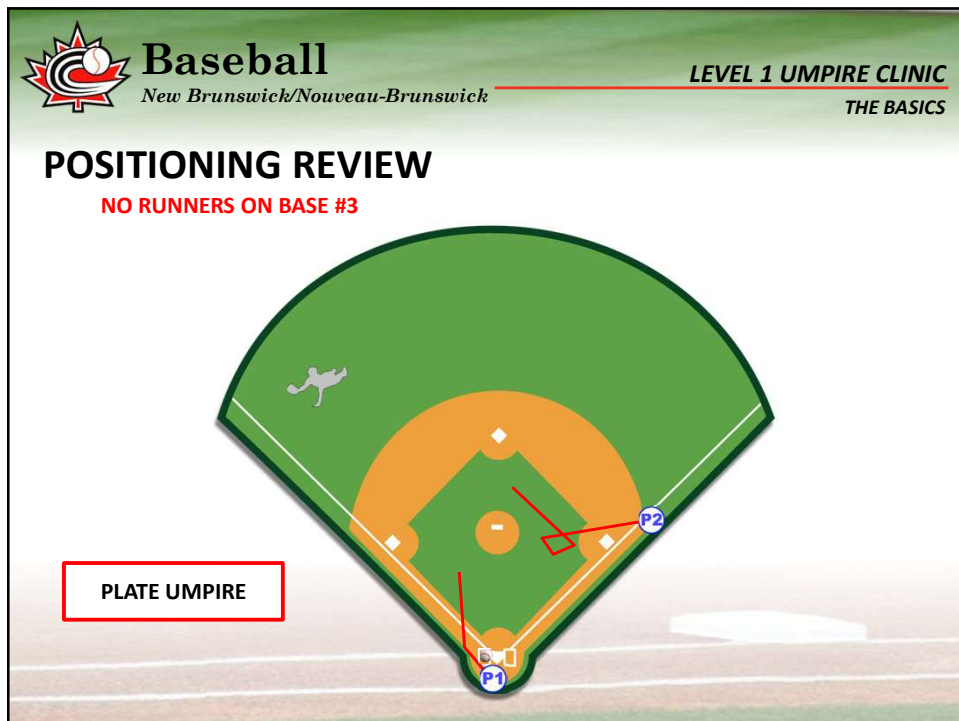 Baseball
New Brunswick/Nouveau-Brunswick
LEVEL 1 UMPIRE CLINIC
THE BASICS
POSITIONING REVIEW
NO RUNNERS ON BASE #3
P2
PLATE UMPIRE
P1